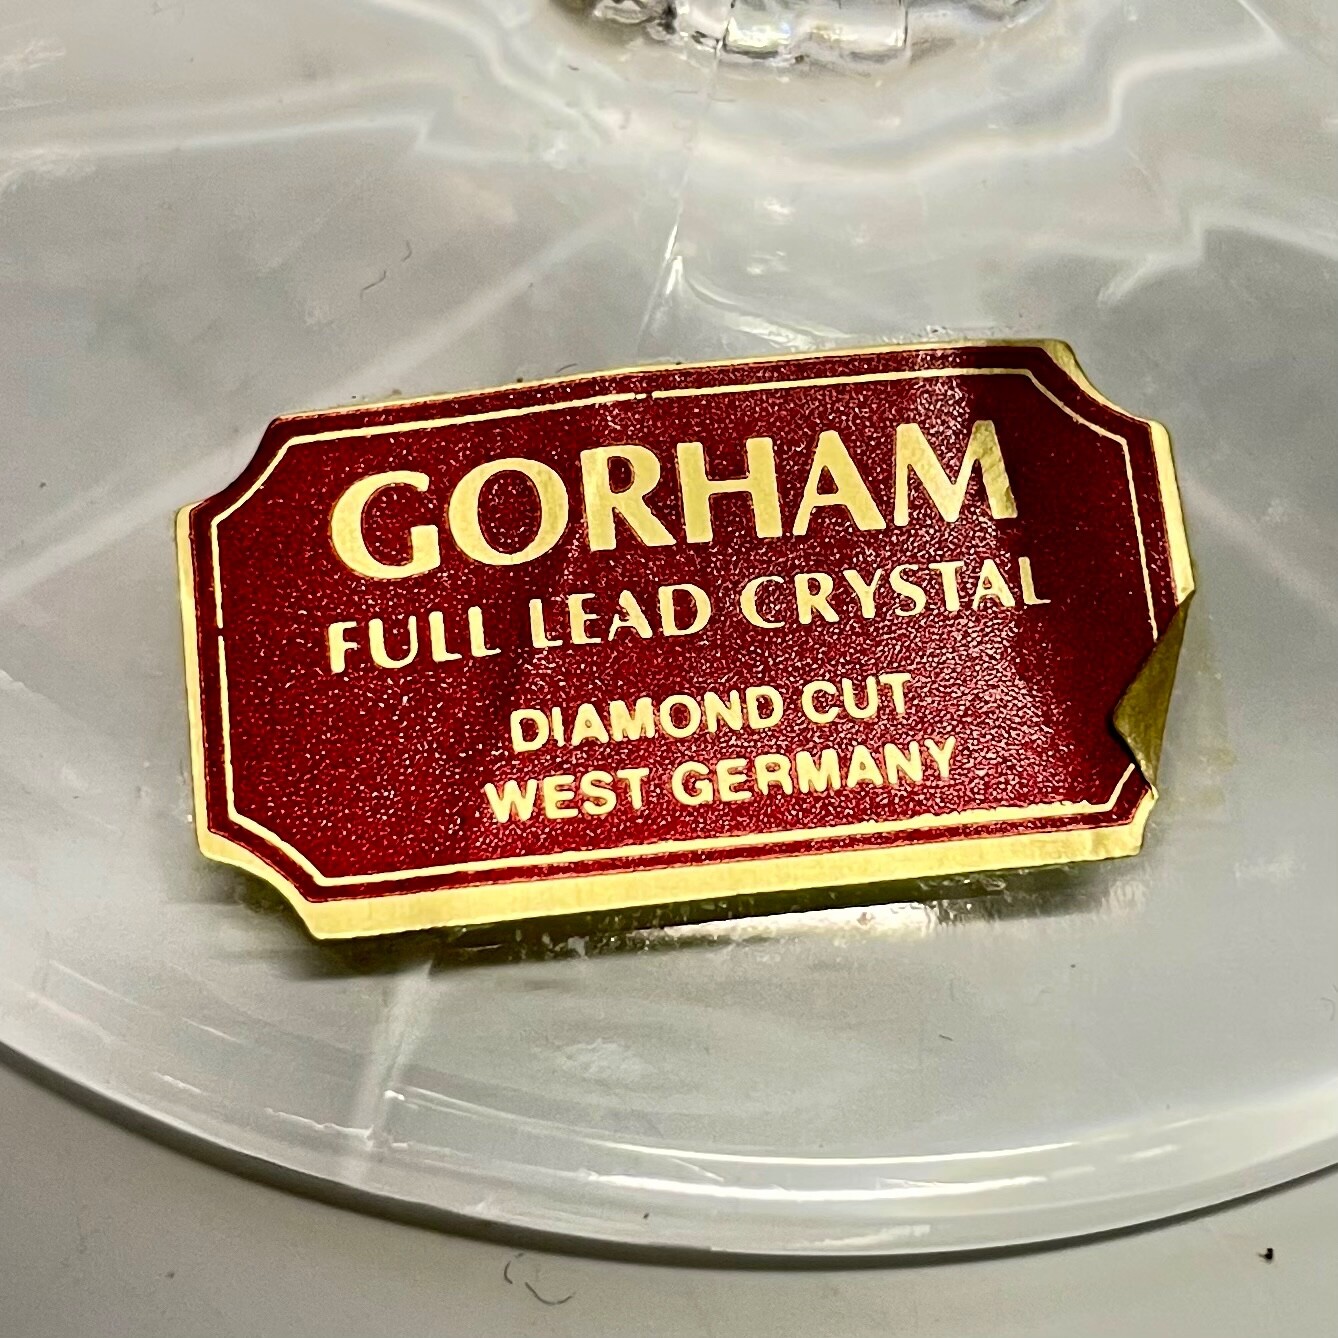 GORHAM
FULL LEAD CRYSTAL
DIAMOND CUT
WEST GERMANY